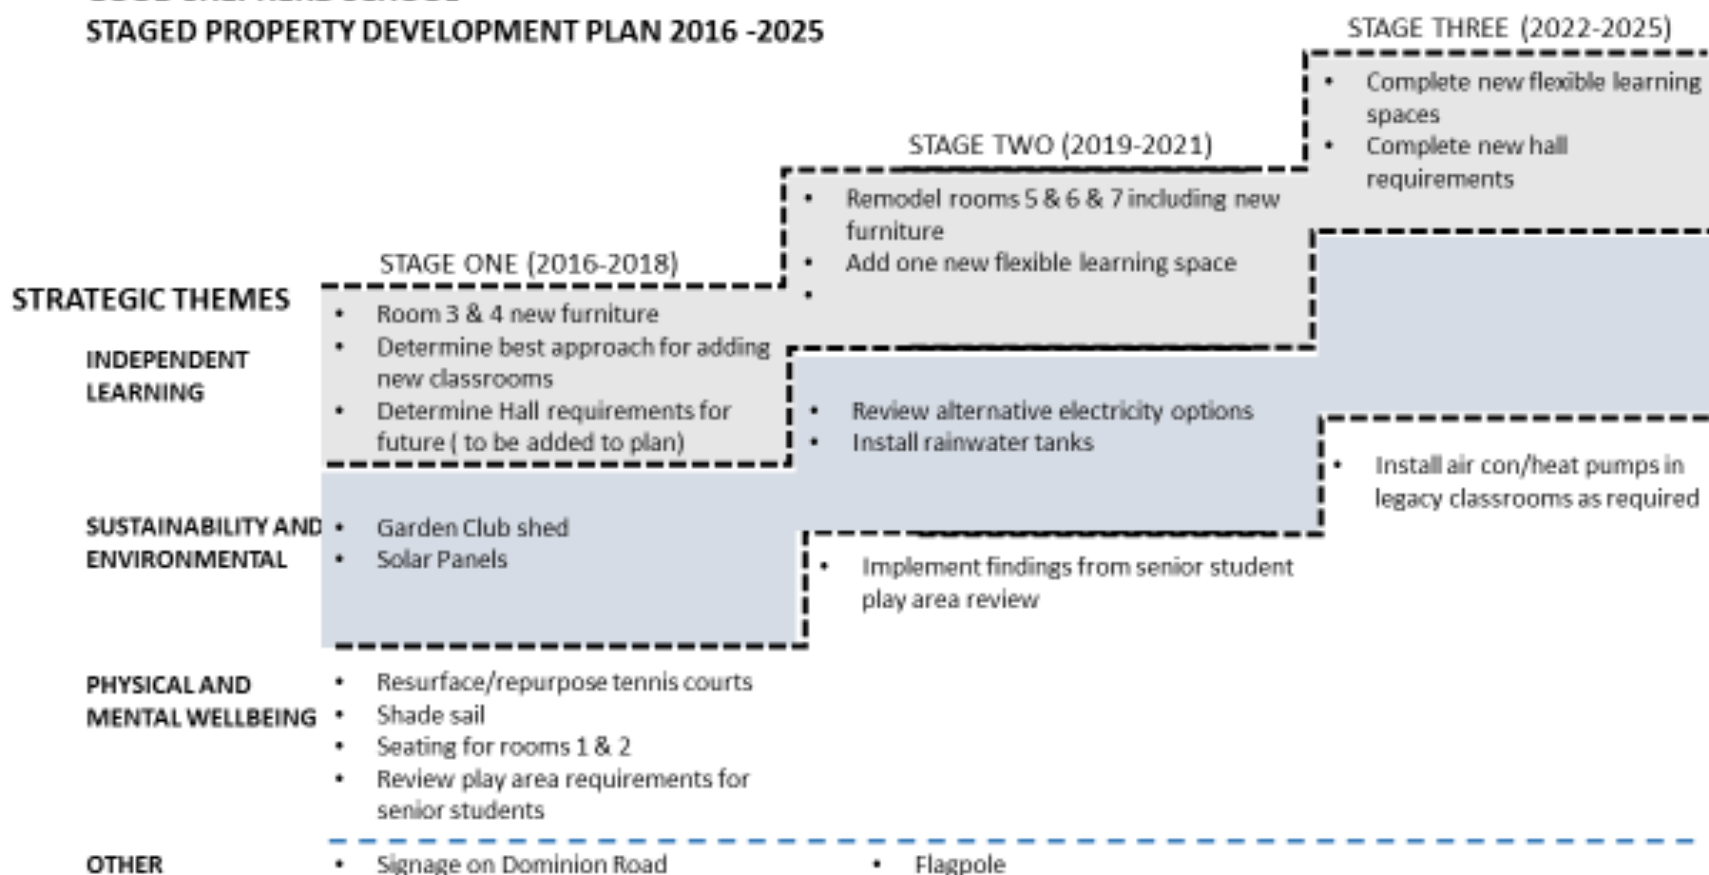 STAGED PROPERTY DEVELOPMENT PLAN 2016 -2025
STAGE THREE (2022-2025)
• Complete new flexible learning
spaces
• Complete new hall
requirements
STAGE TWO (2019-2021)
• Remodel rooms 5 & 6 & 7 including new
furniture
• Add one new flexible learning space
•
STAGE ONE (2016-2018)
STRATEGIC THEMES
• Room 3 & 4 new furniture
• Determine best approach for adding
new classrooms
• Determine Hall requirements for
future ( to be added to plan)
INDEPENDENT
LEARNING
• Review alternative electricity options
• Install rainwater tanks
• Install air con/heat pumps in
legacy classrooms as required
SUSTAINABILITY AND
ENVIRONMENTAL
• Garden Club shed
• Solar Panels
• Implement findings from senior student
play area review
PHYSICAL AND
MENTAL WELLBEING
• Resurface/repurpose tennis courts
• Shade sail
• Seating for rooms 1 & 2
• Review play area requirements for
senior students
OTHER
• Signage on Dominion Road
• Flagpole